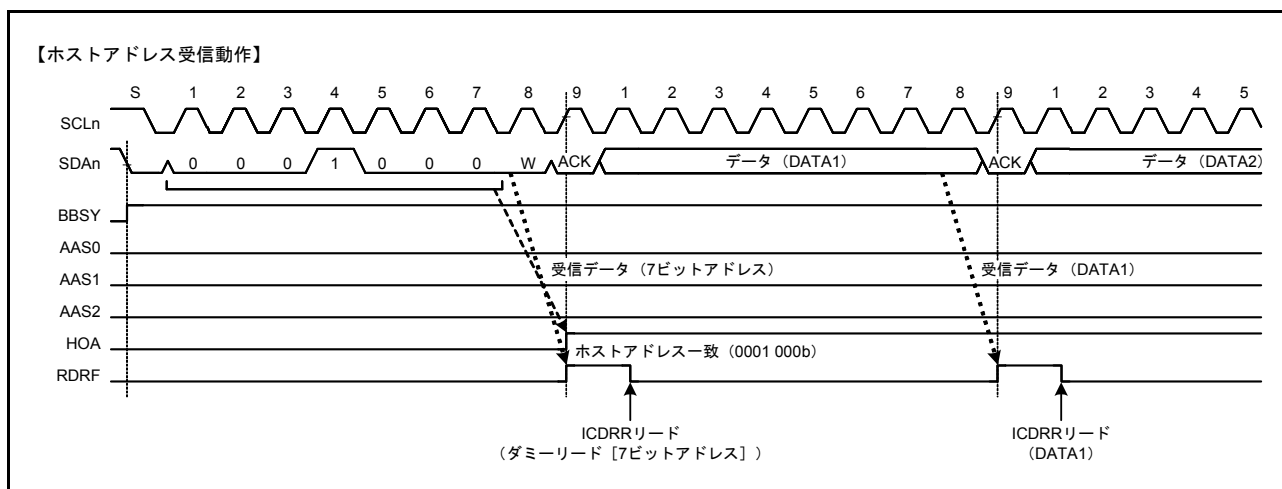 【ホストアドレス受信動作】
S 1 2 3 4 5 6 7 8 9 1 2 3 4 5 6 7 8 9 1 2 3 4 5
SCLn
SDAn 0 0 0 1 0 0 0 W ACK データ（DATA1） ACK データ（DATA2）
BBSY
AAS0
AAS1 受信データ（7ビットアドレス） 受信データ（DATA1）
AAS2
HOA ホストアドレス一致（0001 000b）
RDRF
ICDRRリード
（ダミーリード［7ビットアドレス］）
ICDRRリード
（DATA1）